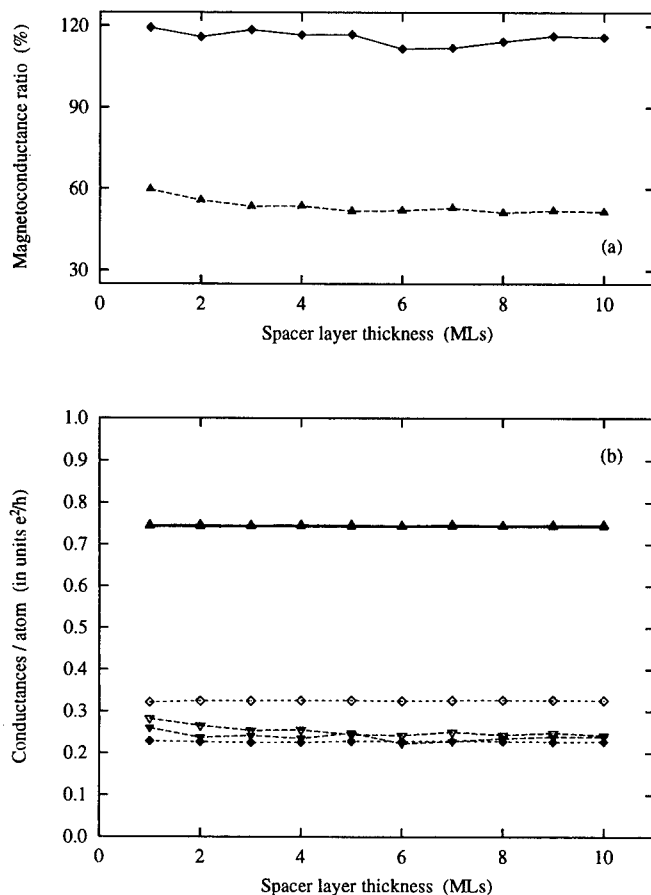 120
90
60
30
Magnetoconductance ratio (%)
(a)
0 2 4 6 8 10
Spacer layer thickness (MLs)
1.0
0.9
0.8
0.7
0.6
0.5
0.4
0.3
0.2
0.1
0.0
Conductances / atom (in units e²/h)
(b)
0 2 4 6 8 10
Spacer layer thickness (MLs)